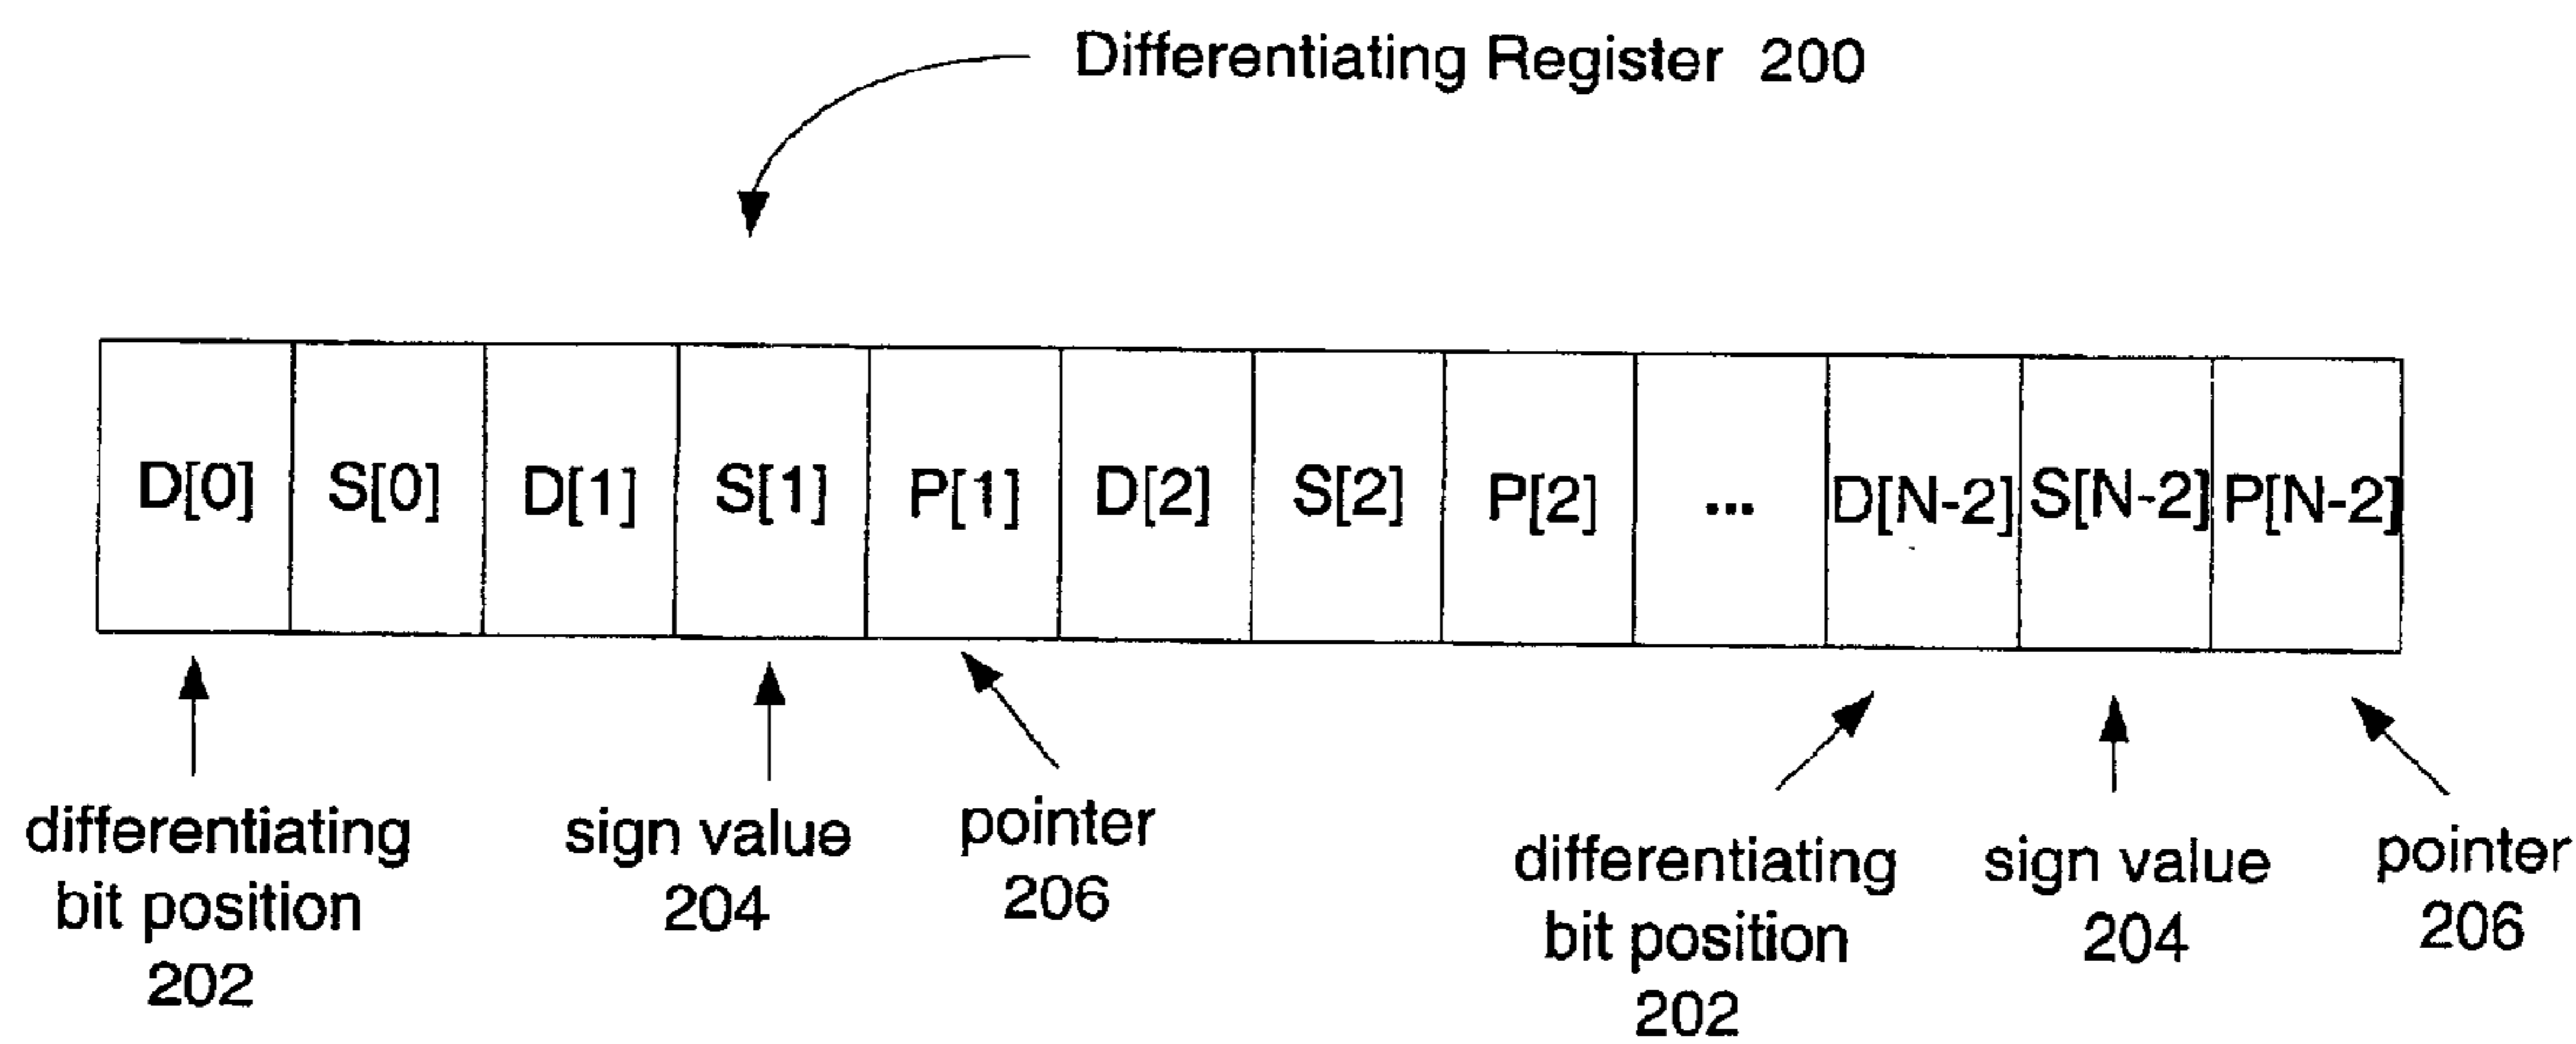 Differentiating Register 200
D[0] S[0] D[1] S[1] P[1] D[2] S[2] P[2] ... D[N-2] S[N-2] P[N-2]
differentiating
bit position
202
sign value
204
pointer
206
differentiating
bit position
202
sign value
204
pointer
206